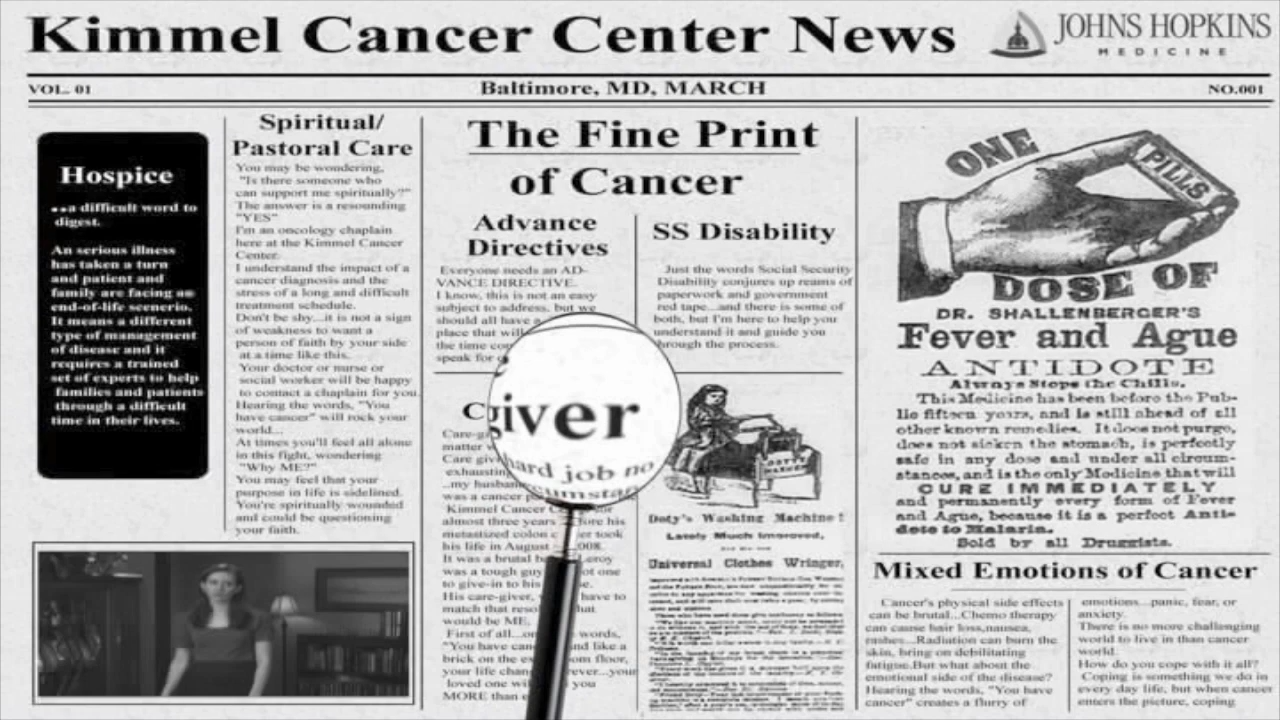 Kimmel Cancer Center News
JOHNS HOPKINS
MEDICINE
VOL. 01
Baltimore, MD, MARCH
NO.001
Hospice
...a difficult word to
digest.
An serious illness
has taken a turn
and patient and
family are facing an
end-of-life scenerio.
It means a different
type of management
of disease and it
requires a trained
set of experts to help
families and patients
through a difficult
time in their lives.
Spiritual/
Pastoral Care
You may be wondering,
"Is there someone who
can support me spiritually?"
The answer is a resounding
"YES"
I'm an oncology chaplain
here at the Kimmel Cancer
Center.
I understand the impact of a
cancer diagnosis and the
stress of a long and difficult
treatment schedule.
Don't be shy...it is not a sign
of weakness to want a
person of faith by your side
at a time like this.
Your doctor or nurse or
social worker will be happy
to contact a chaplain for you.
Hearing the words, "You
have cancer" will rock your
world...
At times you'll feel all alone
in this fight, wondering
"Why ME?"
You may feel that your
purpose in life is sidelined.
You're spiritually wounded
and could be questioning
your faith.
The Fine Print
of Cancer
Advance
Directives
Everyone needs an AD-
VANCE DIRECTIVE.
I know, this is not an easy
subject to address, but we
should all have a
place that will
the time
speak for
SS Disability
Just the words Social Security
Disability conjures up reams of
paperwork and government
red tape...and there is some of
both, but I'm here to help you
understand it and guide you
through the process.
giver
hard job no
matter
Care
exhausting
..my husband
was a cancer
Kimmel Cancer
almost three years before his
metastized colon took
his life in August
It was a brutal Leroy
was a tough guy not one
to give-in to his
His care-giver, have to
match that that
would be ME.
First of all... words,
"You have and like a
brick on the floor,
your life your
loved one you
MORE than
Doty's Washing Machine!
Lately Much Improved,
Universal Clothes Wringer,
ONE
PILLS
DOSE OF
DR. SHALLENBERGER'S
Fever and Ague
ANTIDOTE
Always Stops the Chills.
This Medicine has been before the Pub-
lic fifteen years, and is still ahead of all
other known remedies. It does not purge,
does not sicken the stomach, is perfectly
safe in any dose and under all circum-
stances, and is the only Medicine that will
CURE IMMEDIATELY
and permanently every form of Fever
and Ague, because it is a perfect Anti-
dote to Malaria.
Sold by all Druggists.
Mixed Emotions of Cancer
Cancer's physical side effects
can be brutal...Chemo therapy
can cause hair loss,nausea,
rashes...Radiation can burn the
skin, bring on debilitating
fatigue.But what about the
emotional side of the disease?
Hearing the words, "You have
cancer" creates a flurry of
emotions...panic, fear, or
anxiety.
There is no more challenging
world to live in than cancer
world.
How do you cope with it all?
Coping is something we do in
every day life, but when cancer
enters the picture, coping